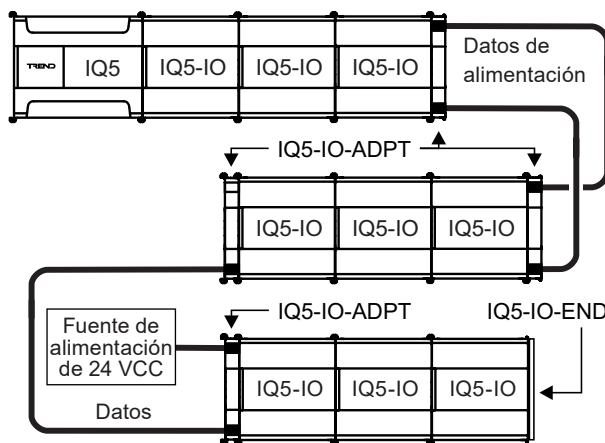 TREND IQ5 IQ5-IO IQ5-IO IQ5-IO
Datos de
alimentación
IQ5-IO-ADPT
IQ5-IO IQ5-IO IQ5-IO
IQ5-IO-ADPT IQ5-IO-END
Fuente de
alimentación
de 24 VCC
IQ5-IO IQ5-IO IQ5-IO
Datos